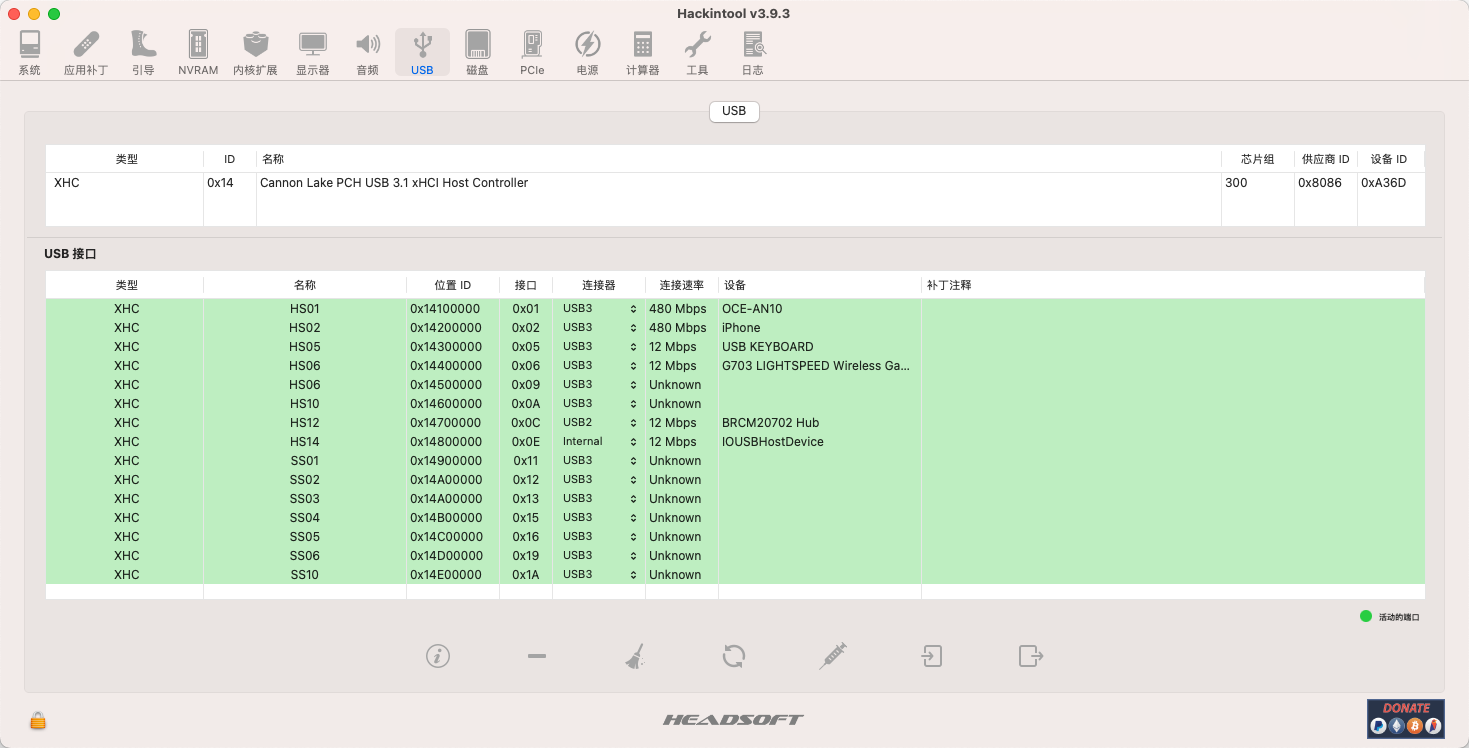 Hackintool v3.9.3
系统 应用补丁 引导 NVRAM 内核扩展 显示器 音频 USB 磁盘 PCIe 电源 计算器 工具 日志
USB
类型 ID 名称 芯片组 供应商 ID 设备 ID
XHC 0x14 Cannon Lake PCH USB 3.1 xHCI Host Controller 300 0x8086 0xA36D
USB 接口
类型 名称 位置 ID 接口 连接器 连接速率 设备 补丁注释
XHC HS01 0x14100000 0x01 USB3 480 Mbps OCE-AN10
XHC HS02 0x14200000 0x02 USB3 480 Mbps iPhone
XHC HS05 0x14300000 0x05 USB3 12 Mbps USB KEYBOARD
XHC HS06 0x14400000 0x06 USB3 12 Mbps G703 LIGHTSPEED Wireless Ga...
XHC HS06 0x14500000 0x09 USB3 Unknown
XHC HS10 0x14600000 0x0A USB3 Unknown
XHC HS12 0x14700000 0x0C USB2 12 Mbps BRCM20702 Hub
XHC HS14 0x14800000 0x0E Internal 12 Mbps IOUSBHostDevice
XHC SS01 0x14900000 0x11 USB3 Unknown
XHC SS02 0x14A00000 0x12 USB3 Unknown
XHC SS03 0x14A00000 0x13 USB3 Unknown
XHC SS04 0x14B00000 0x15 USB3 Unknown
XHC SS05 0x14C00000 0x16 USB3 Unknown
XHC SS06 0x14D00000 0x19 USB3 Unknown
XHC SS10 0x14E00000 0x1A USB3 Unknown
活动的端口
HEADSOFT
DONATE